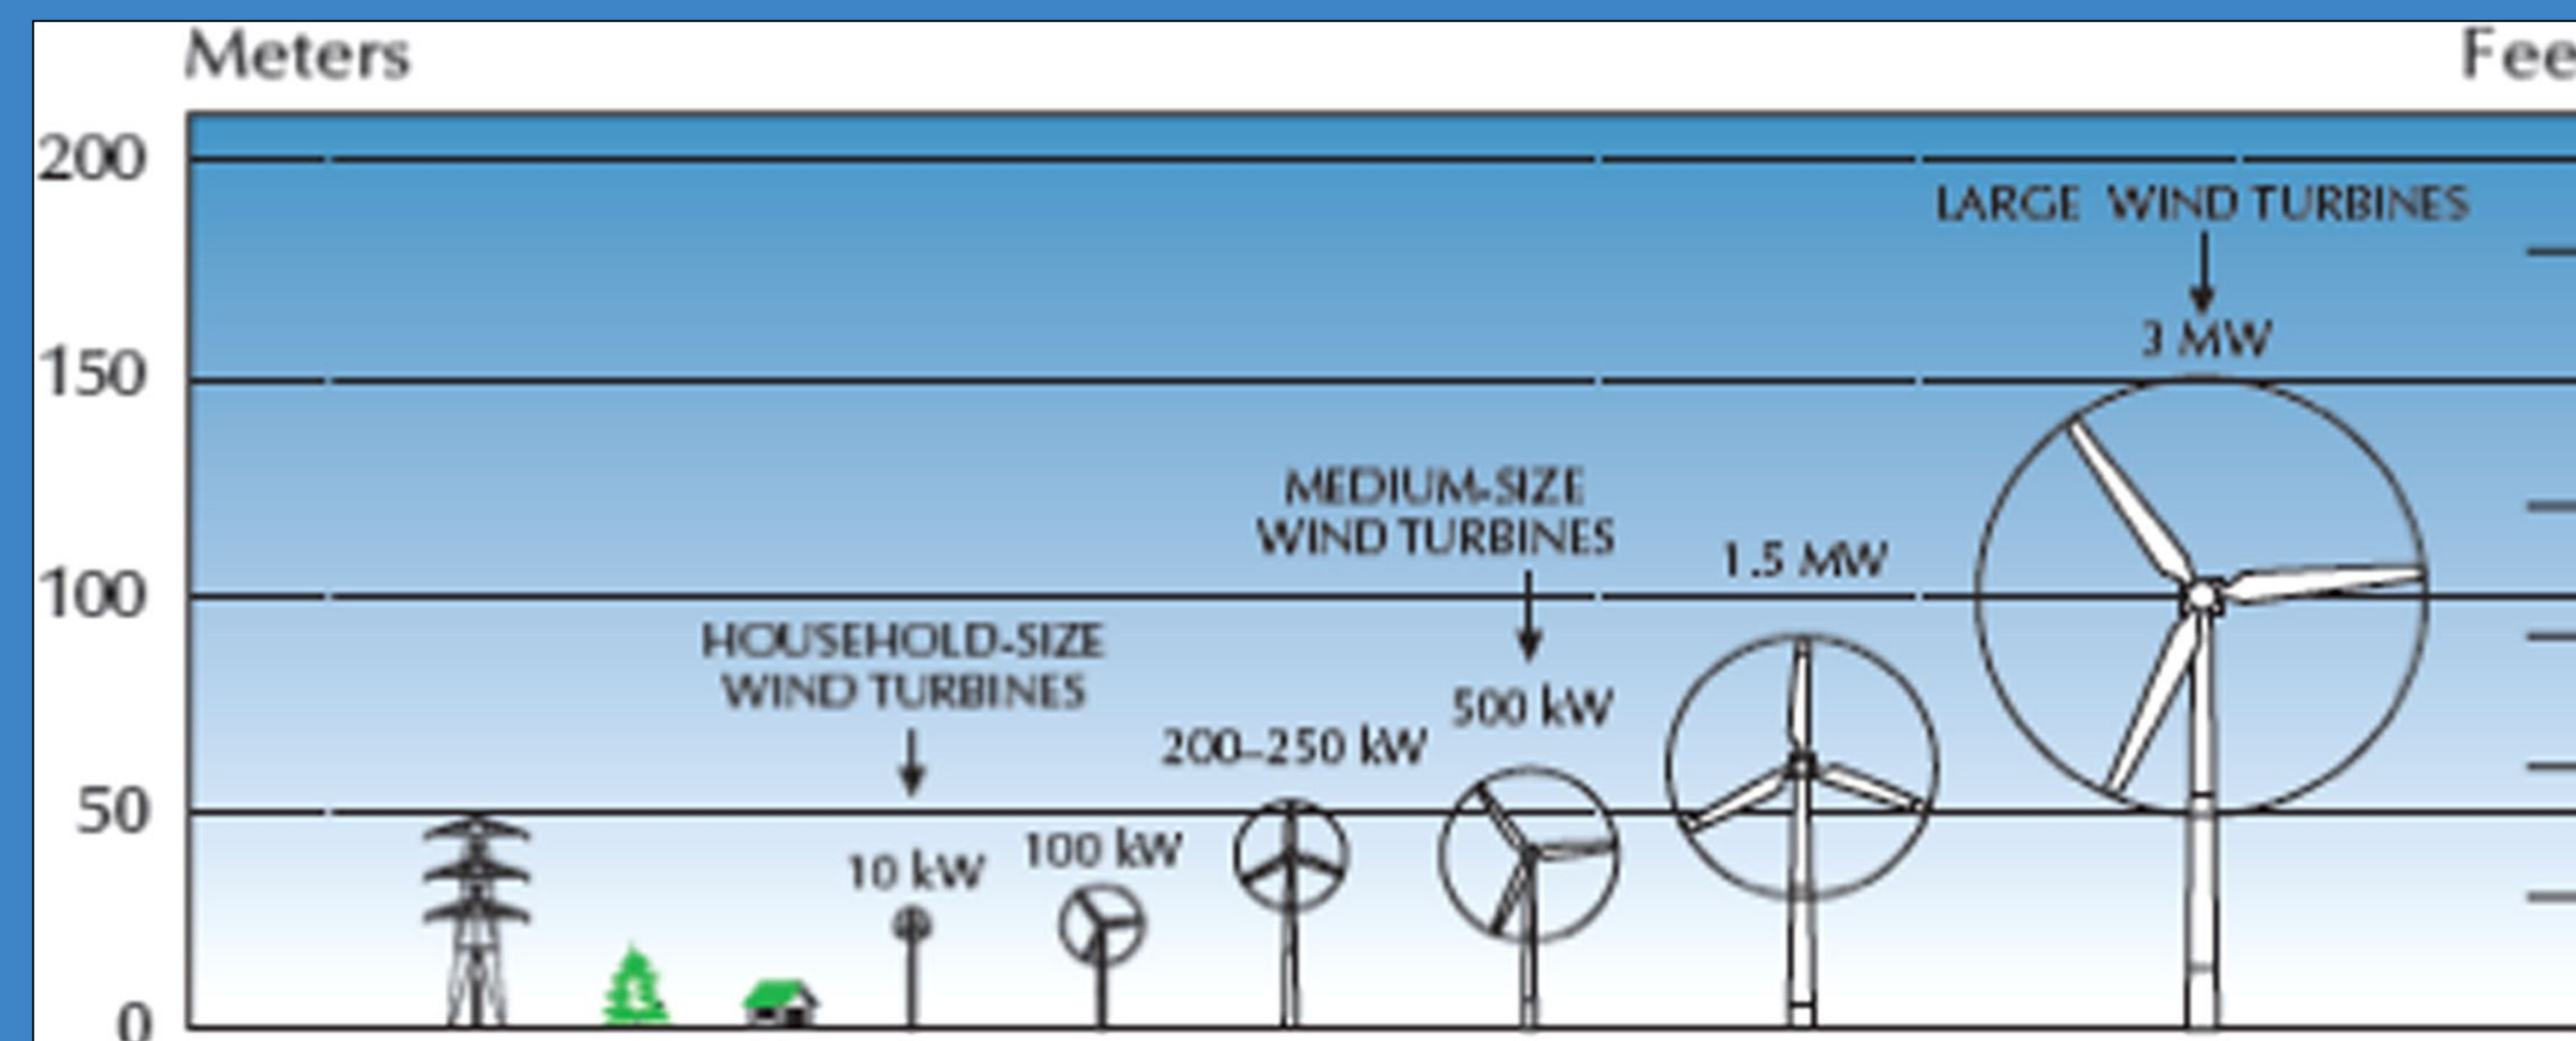 Meters
Fee
200
LARGE WIND TURBINES
3 MW
150
MEDIUM-SIZE
WIND TURBINES
1.5 MW
100
HOUSEHOLD-SIZE
WIND TURBINES
500 kW
200–250 kW
50
100 kW
10 kW
0